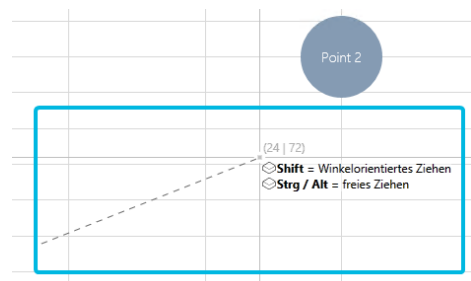 Point 2
(24 | 72)
Shift = Winkelorientiertes Ziehen
Strg / Alt = freies Ziehen